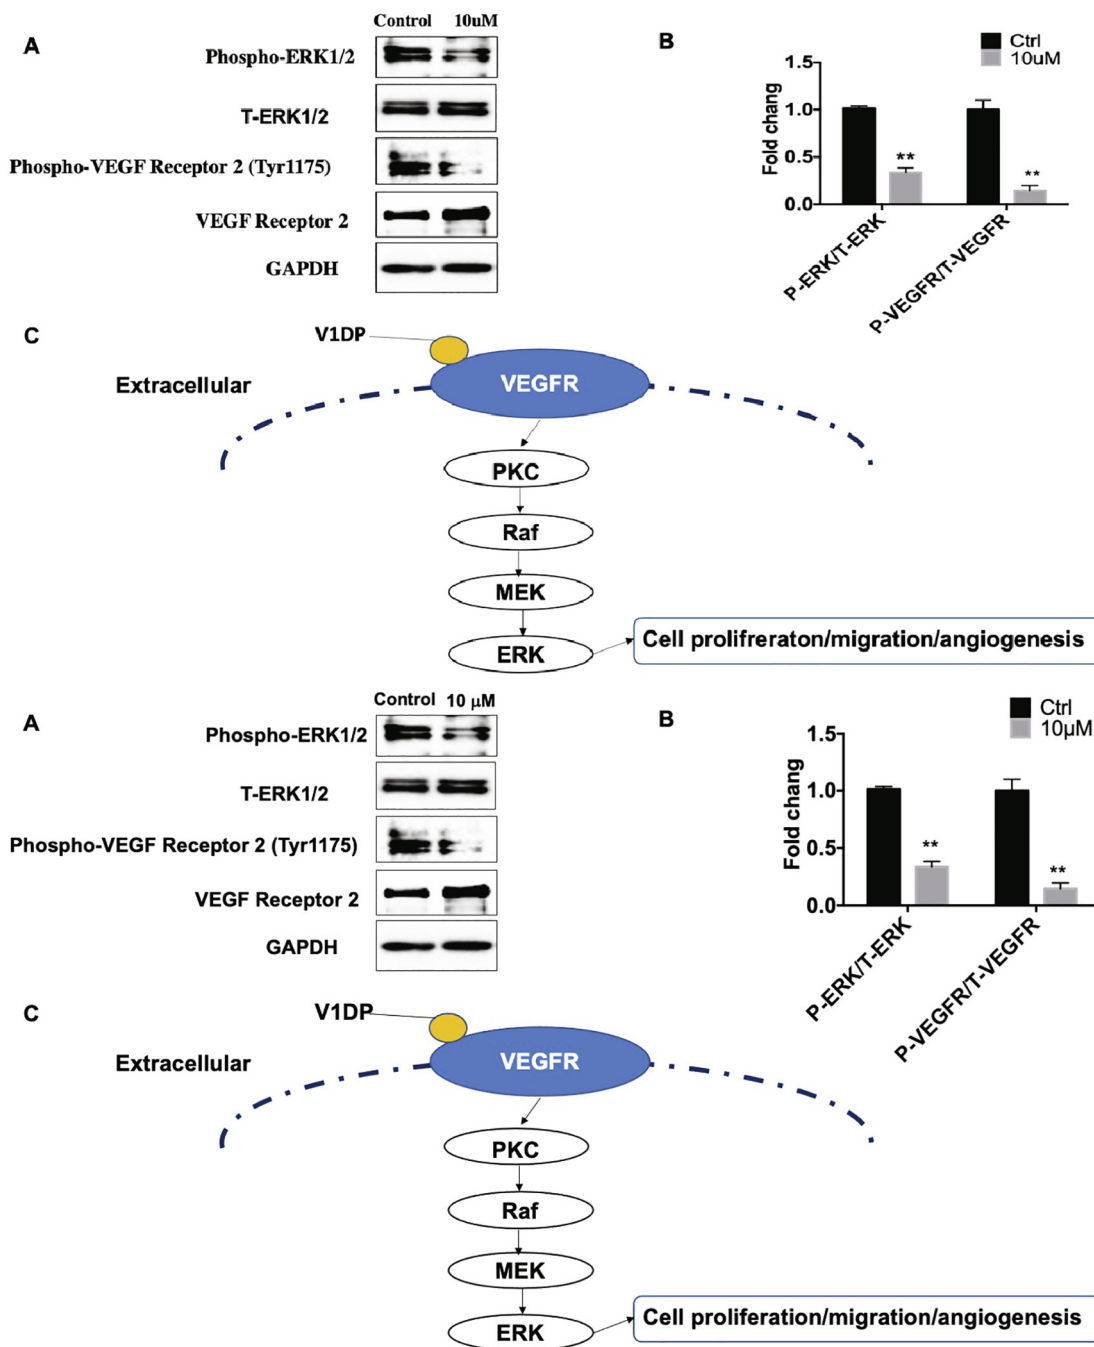 Control 10uM
A
Phospho-ERK1/2
T-ERK1/2
Phospho-VEGF Receptor 2 (Tyr1175)
VEGF Receptor 2
GAPDH
B
Ctrl
10uM
Fold chang
1.5
1.0
0.5
0.0
**
**
P-ERK/T-ERK
P-VEGFR/T-VEGFR
C
V1DP
Extracellular
VEGFR
PKC
Raf
MEK
ERK
Cell prolifreraton/migration/angiogenesis
Control 10 µM
A
Phospho-ERK1/2
T-ERK1/2
Phospho-VEGF Receptor 2 (Tyr1175)
VEGF Receptor 2
GAPDH
B
Ctrl
10µM
Fold chang
1.5
1.0
0.5
0.0
**
**
P-ERK/T-ERK
P-VEGFR/T-VEGFR
C
V1DP
Extracellular
VEGFR
PKC
Raf
MEK
ERK
Cell proliferation/migration/angiogenesis